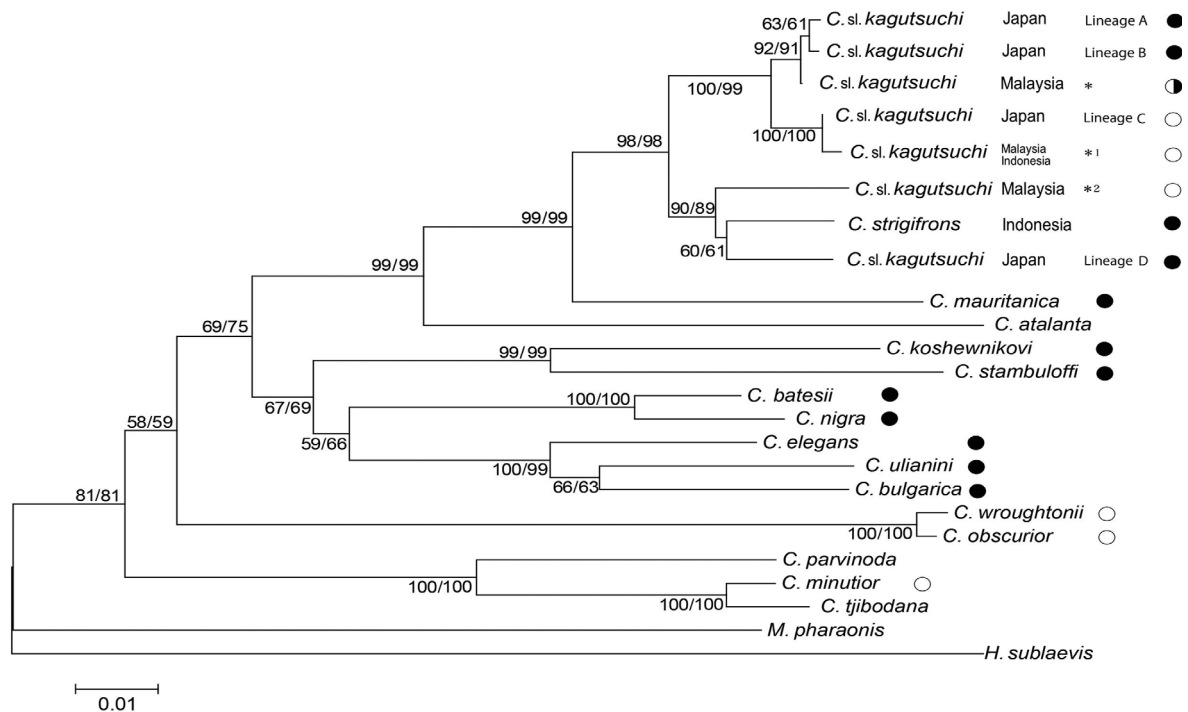 63/61
C. sl. kagutsuchi Japan Lineage A
92/91
C. sl. kagutsuchi Japan Lineage B
100/99
C. sl. kagutsuchi Malaysia *
C. sl. kagutsuchi Japan Lineage C
98/98
100/100
C. sl. kagutsuchi Malaysia Indonesia *1
C. sl. kagutsuchi Malaysia *2
90/89
99/99
C. strigifrons Indonesia
60/61
C. sl. kagutsuchi Japan Lineage D
99/99
C. mauritanica
69/75
C. atalanta
99/99
C. koshewnikovi
C. stambuloffi
67/69
100/100
C. batesii
58/59
C. nigra
59/66
C. elegans
100/99
C. ulianini
66/63
C. bulgarica
81/81
C. wroughtonii
100/100
C. obscurior
C. parvinoda
100/100
C. minutior
100/100
C. tjibodana
M. pharaonis
H. sublaevis
0.01